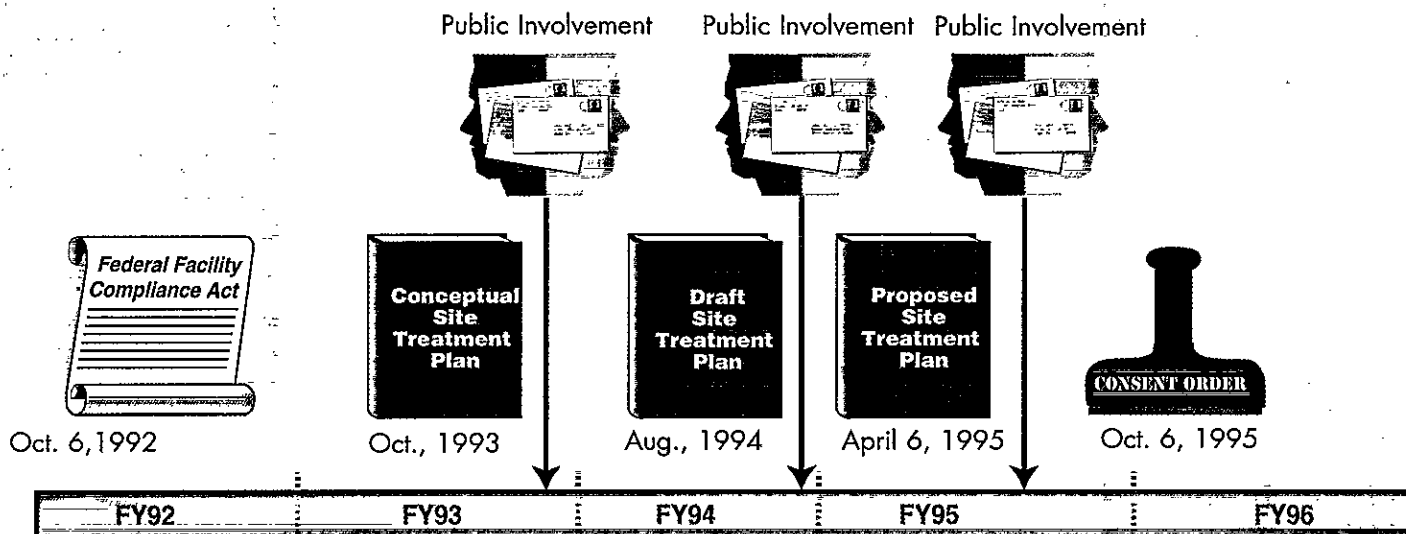 Public Involvement Public Involvement Public Involvement
Federal Facility
Compliance Act
Conceptual
Site
Treatment
Plan
Draft
Site
Treatment
Plan
Proposed
Site
Treatment
Plan
CONSENT ORDER
Oct. 6,1992
Oct., 1993
Aug., 1994
April 6, 1995
Oct. 6, 1995
FY92 FY93 FY94 FY95 FY96